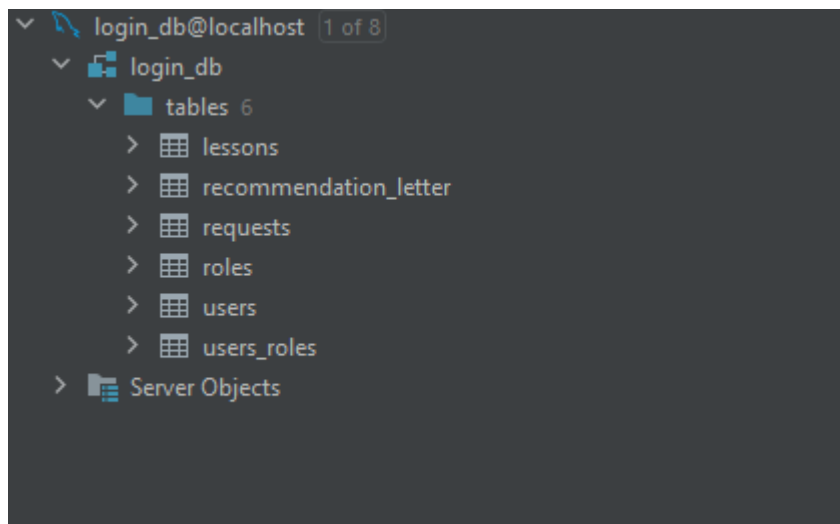 login_db@localhost 1 of 8
login_db
tables 6
lessons
recommendation_letter
requests
roles
users
users_roles
Server Objects